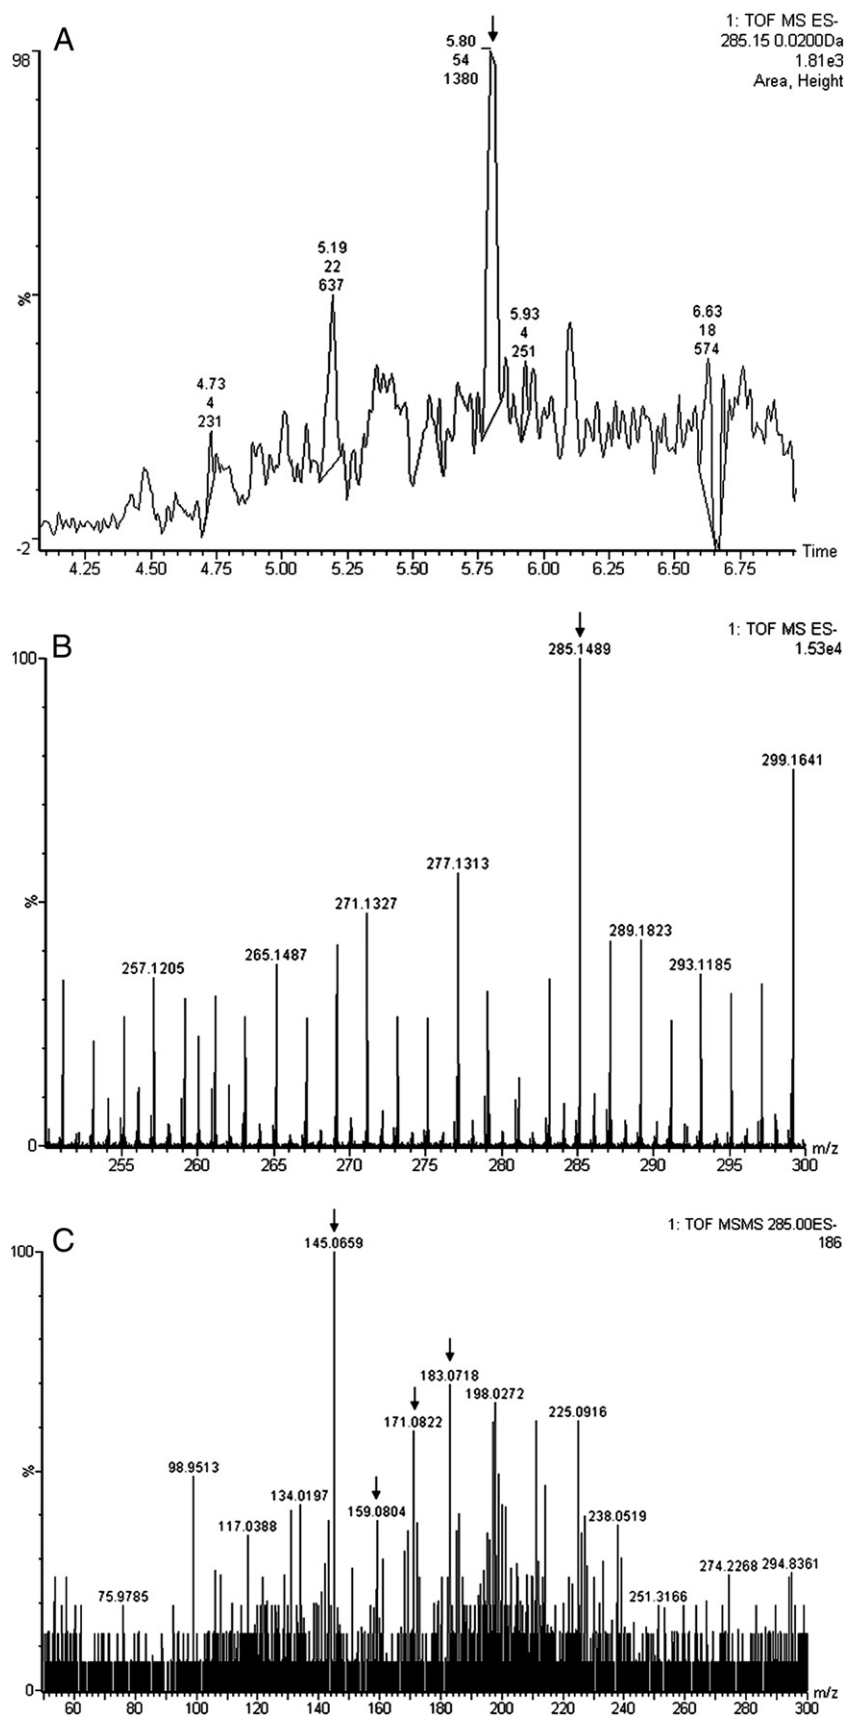 A
1: TOF MS ES-
285.15 0.0200Da
1.81e3
Area, Height
98
%
-2
5.80
54
1380
5.19
22
637
5.93
4
251
6.63
18
574
4.73
4
231
4.25 4.50 4.75 5.00 5.25 5.50 5.75 6.00 6.25 6.50 6.75
Time
B
1: TOF MS ES-
1.53e4
100
%
0
285.1489
299.1641
277.1313
271.1327
289.1823
265.1487
293.1185
257.1205
255 260 265 270 275 280 285 290 295 300
m/z
C
1: TOF MSMS 285.00ES-
186
100
%
0
145.0659
183.0718
198.0272
171.0822
225.0916
98.9513
134.0197
159.0804
117.0388
238.0519
274.2268
294.8361
75.9785
251.3166
60 80 100 120 140 160 180 200 220 240 260 280 300
m/z